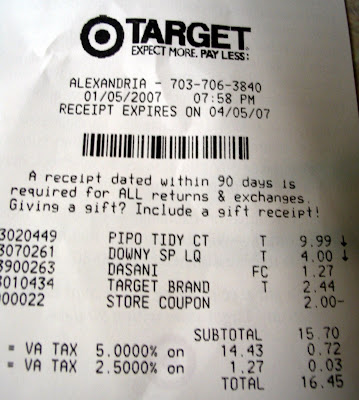 TARGET
EXPECT MORE. PAY LESS.
ALEXANDRIA - 703-706-3840
01/05/2007 07:58 PM
RECEIPT EXPIRES ON 04/05/07
A receipt dated within 90 days is
required for ALL returns & exchanges.
Giving a gift? Include a gift receipt!
3020449 PIPO TIDY CT T 9.99 ↓
3070261 DOWNY SP LQ T 4.00 ↓
3900263 DASANI FC 1.27
3010434 TARGET BRAND T 2.44
000022 STORE COUPON 2.00-
SUBTOTAL 15.70
= VA TAX 5.0000% on 14.43 0.72
= VA TAX 2.5000% on 1.27 0.03
TOTAL 16.45